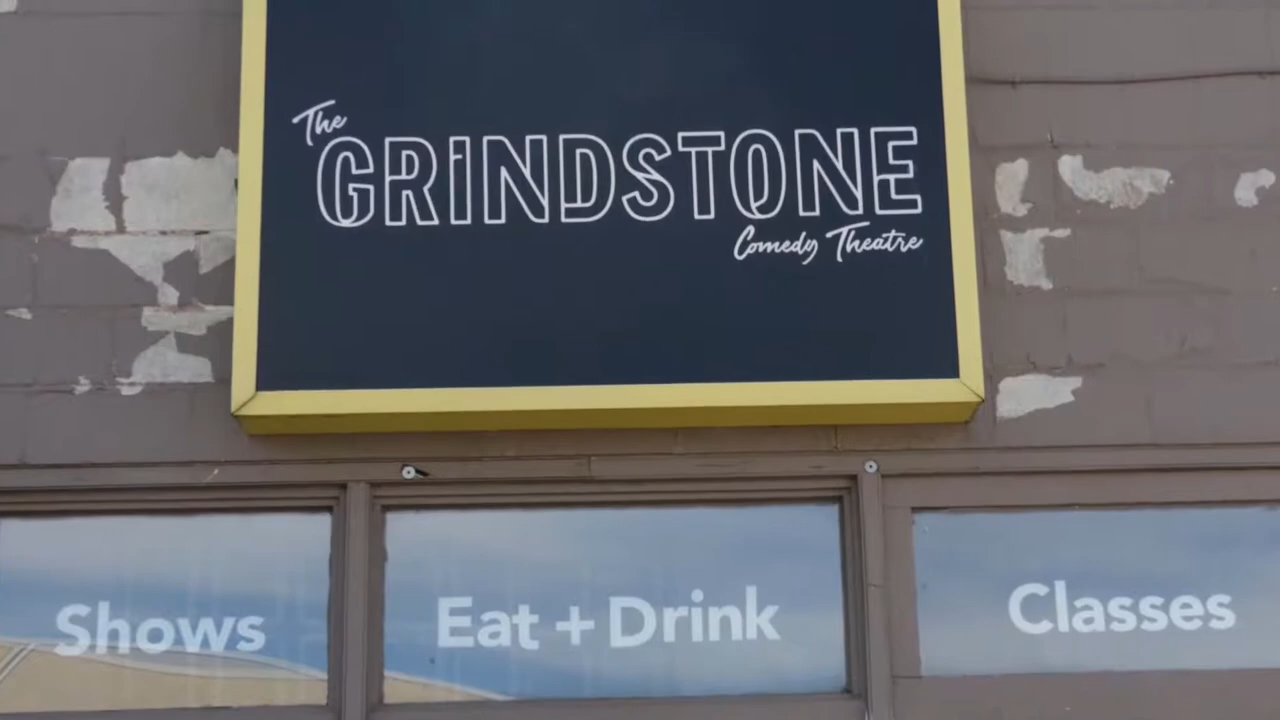 The
GRINDSTONE
Comedy Theatre
Shows
Eat + Drink
Classes